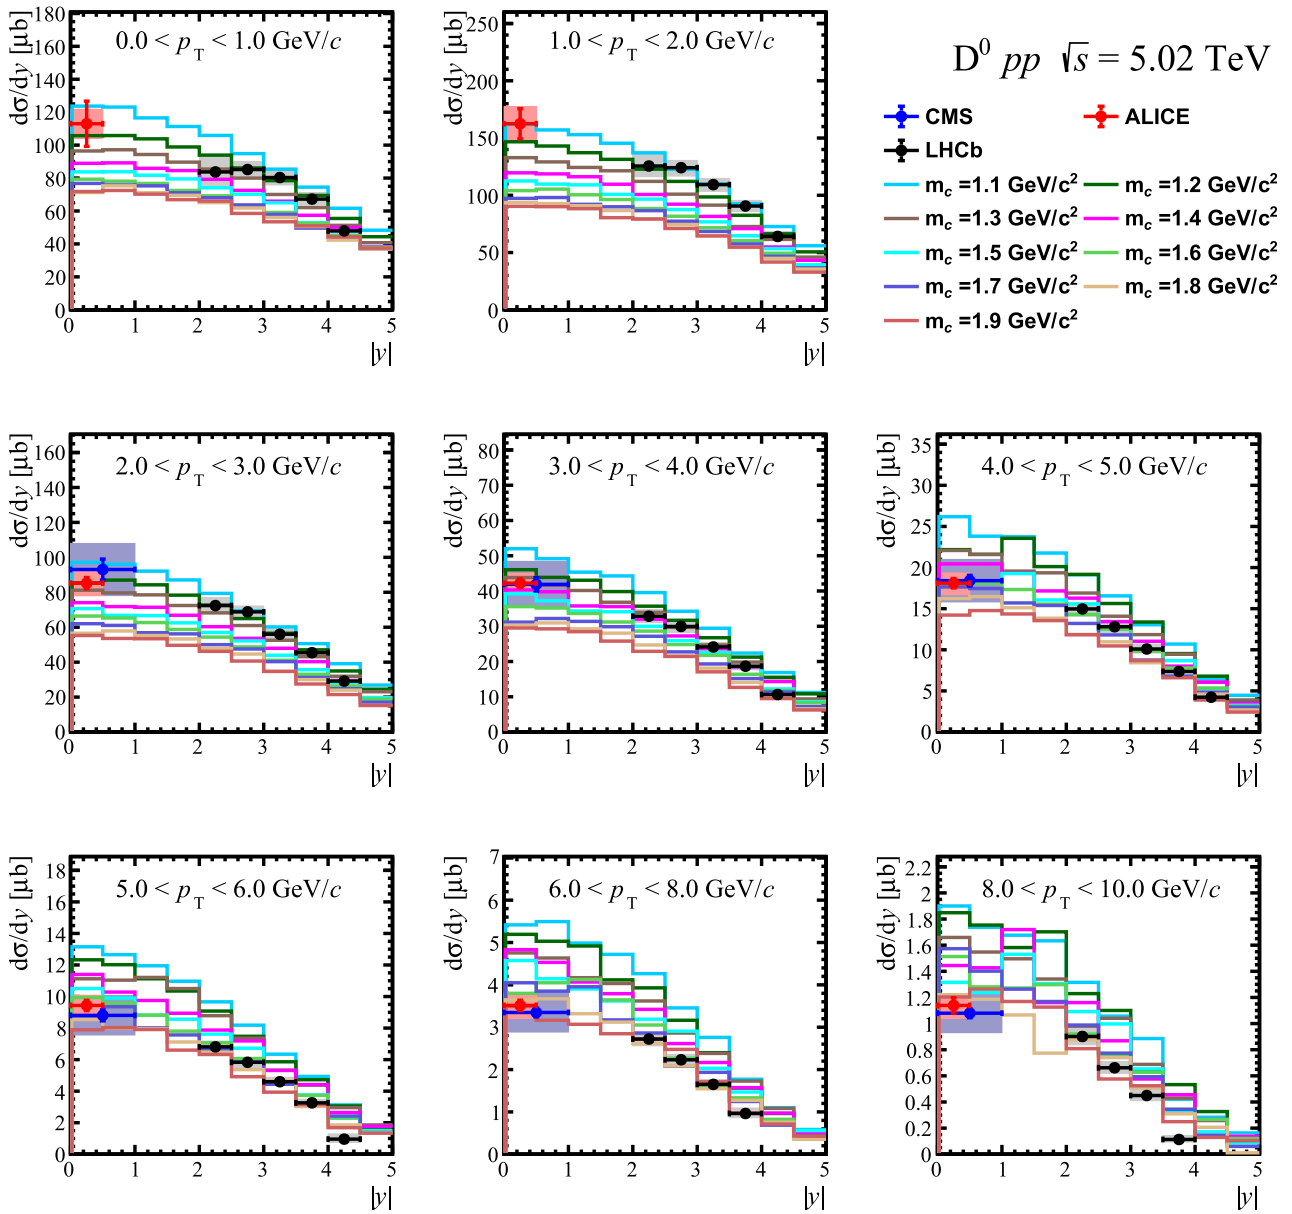 D⁰ pp √s = 5.02 TeV
CMS
ALICE
LHCb
m_c =1.1 GeV/c²
m_c =1.2 GeV/c²
m_c =1.3 GeV/c²
m_c =1.4 GeV/c²
m_c =1.5 GeV/c²
m_c =1.6 GeV/c²
m_c =1.7 GeV/c²
m_c =1.8 GeV/c²
m_c =1.9 GeV/c²
0.0 < p_T < 1.0 GeV/c
dσ/dy [μb]
180
160
140
120
100
80
60
40
20
0
0 1 2 3 4 5
|y|
1.0 < p_T < 2.0 GeV/c
dσ/dy [μb]
250
200
150
100
50
0
0 1 2 3 4 5
|y|
2.0 < p_T < 3.0 GeV/c
dσ/dy [μb]
160
140
120
100
80
60
40
20
0
0 1 2 3 4 5
|y|
3.0 < p_T < 4.0 GeV/c
dσ/dy [μb]
80
70
60
50
40
30
20
10
0
0 1 2 3 4 5
|y|
4.0 < p_T < 5.0 GeV/c
dσ/dy [μb]
35
30
25
20
15
10
5
0
0 1 2 3 4 5
|y|
5.0 < p_T < 6.0 GeV/c
dσ/dy [μb]
18
16
14
12
10
8
6
4
2
0
0 1 2 3 4 5
|y|
6.0 < p_T < 8.0 GeV/c
dσ/dy [μb]
7
6
5
4
3
2
1
0
0 1 2 3 4 5
|y|
8.0 < p_T < 10.0 GeV/c
dσ/dy [μb]
2.2
2
1.8
1.6
1.4
1.2
1
0.8
0.6
0.4
0.2
0
0 1 2 3 4 5
|y|